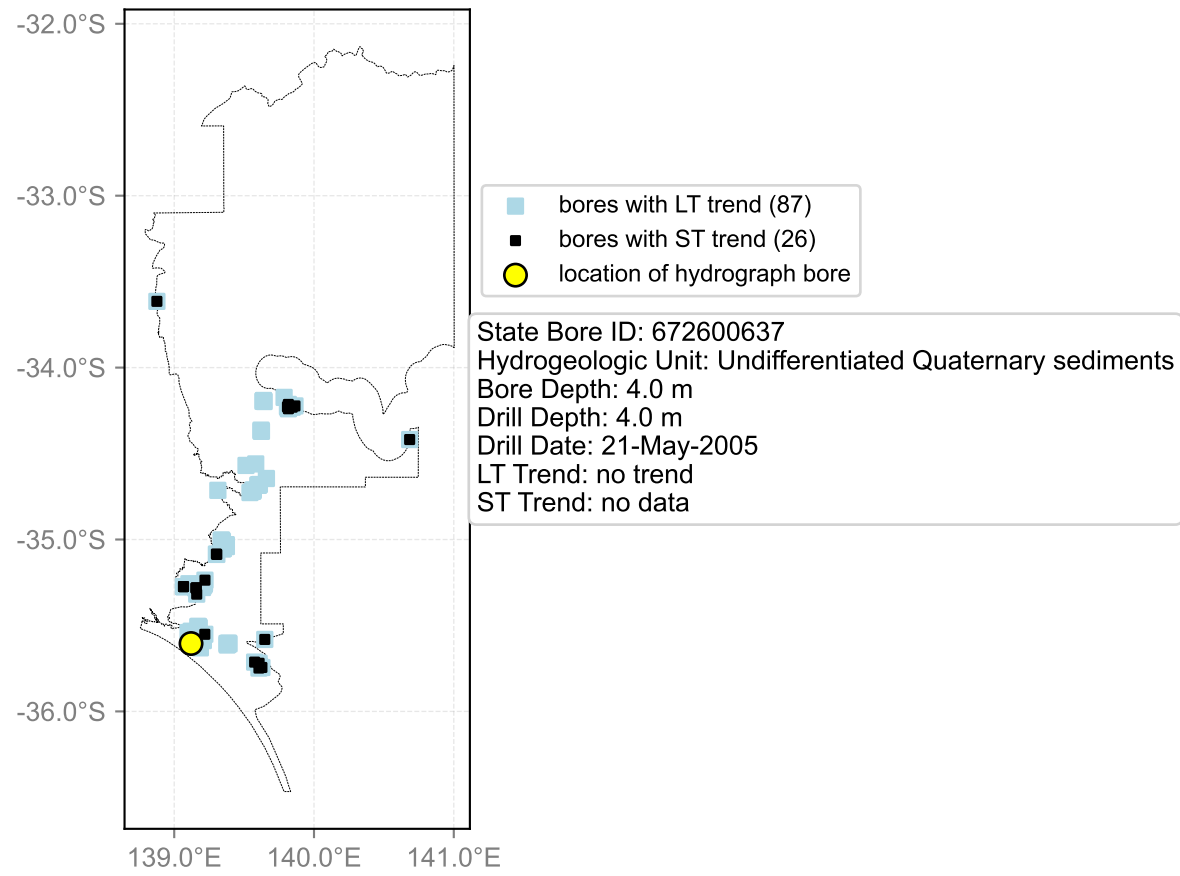 -32.0°S
-33.0°S
-34.0°S
-35.0°S
-36.0°S
139.0°E 140.0°E 141.0°E
bores with LT trend (87)
bores with ST trend (26)
location of hydrograph bore
State Bore ID: 672600637
Hydrogeologic Unit: Undifferentiated Quaternary sediments
Bore Depth: 4.0 m
Drill Depth: 4.0 m
Drill Date: 21-May-2005
LT Trend: no trend
ST Trend: no data